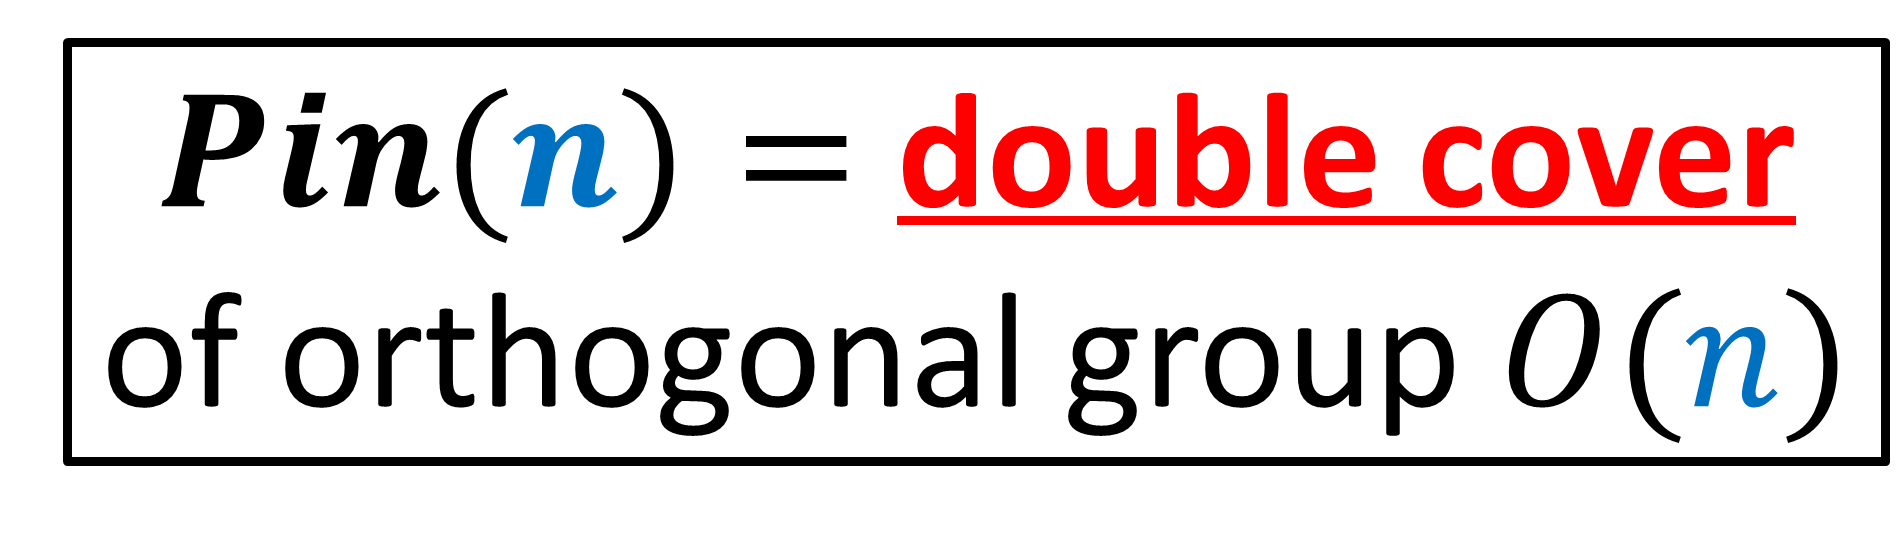 Pin(n) = double cover
of orthogonal group O(n)